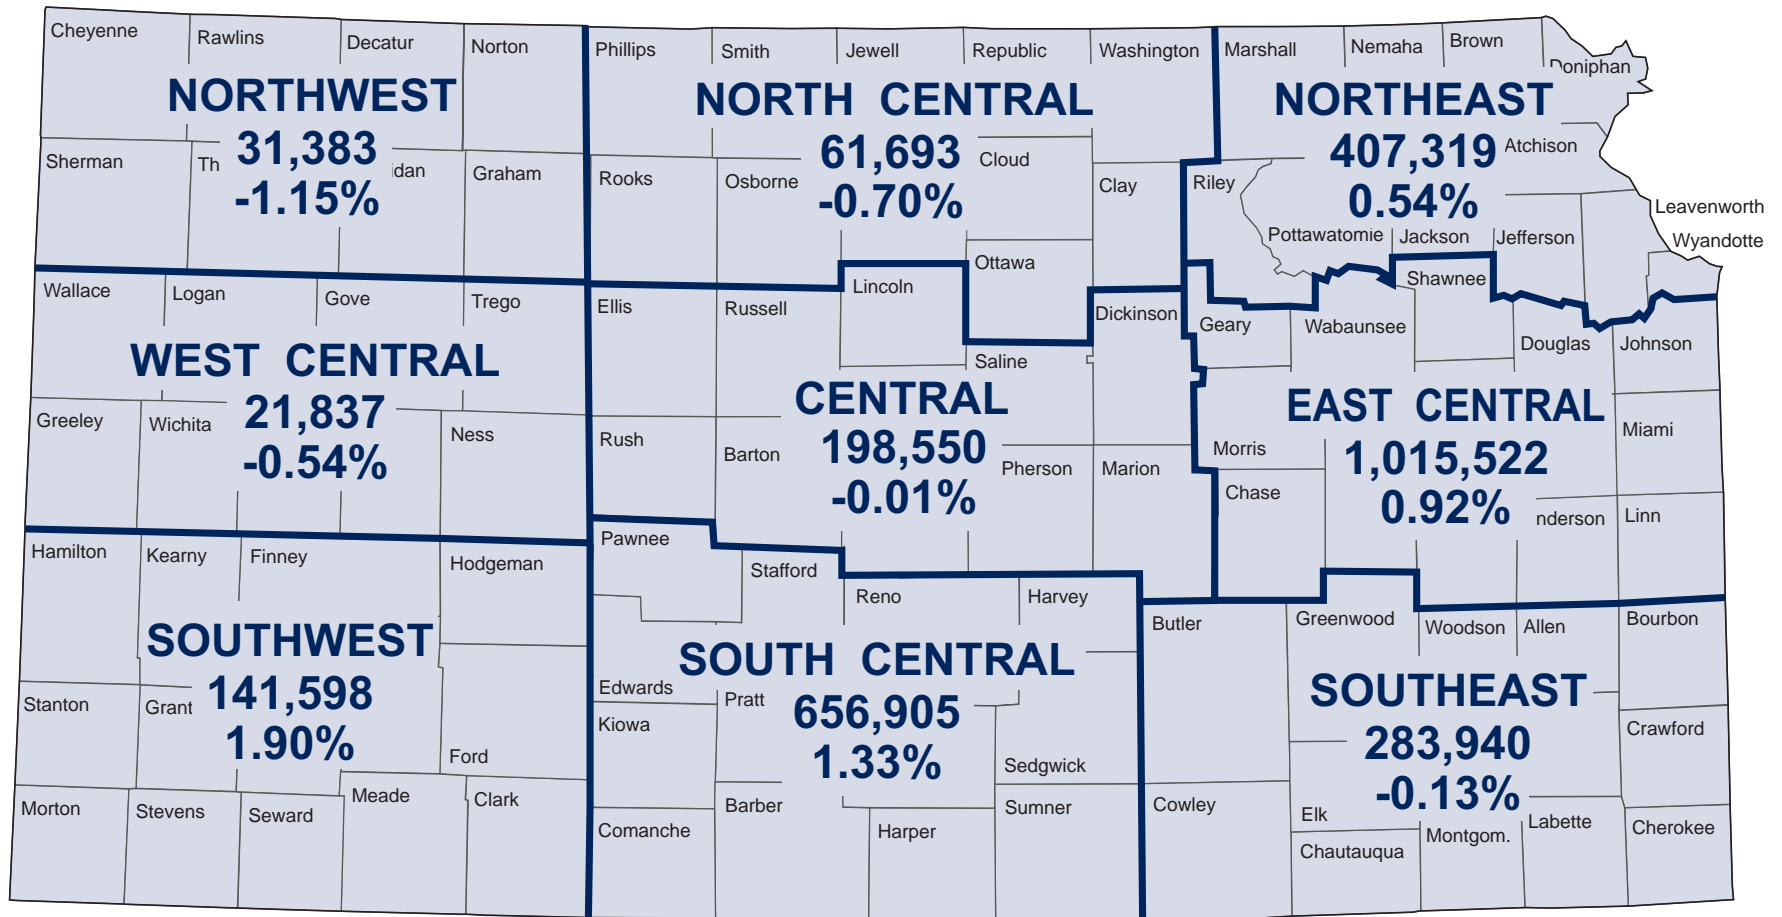 Cheyenne
Rawlins
Decatur
Norton
Phillips
Smith
Jewell
Republic
Washington
Marshall
Nemaha
Brown
Doniphan
NORTHWEST
31,383
-1.15%
NORTH CENTRAL
61,693
-0.70%
NORTHEAST
407,319
0.54%
Sherman
Th
idan
Graham
Rooks
Osborne
Cloud
Clay
Riley
Atchison
Pottawatomie
Jackson
Jefferson
Leavenworth
Wyandotte
Ottawa
Wallace
Logan
Gove
Trego
Ellis
Russell
Lincoln
Dickinson
Geary
Wabaunsee
Shawnee
Douglas
Johnson
Saline
WEST CENTRAL
21,837
-0.54%
CENTRAL
198,550
-0.01%
EAST CENTRAL
1,015,522
0.92%
Greeley
Wichita
Ness
Rush
Barton
Pherson
Marion
Morris
Chase
Miami
nderson
Linn
Hamilton
Kearny
Finney
Hodgeman
Pawnee
Stafford
Reno
Harvey
Butler
Greenwood
Woodson
Allen
Bourbon
SOUTHWEST
141,598
1.90%
SOUTH CENTRAL
656,905
1.33%
SOUTHEAST
283,940
-0.13%
Stanton
Grant
Ford
Edwards
Kiowa
Pratt
Sedgwick
Crawford
Morton
Stevens
Seward
Meade
Clark
Comanche
Barber
Harper
Sumner
Cowley
Elk
Chautauqua
Montgom.
Labette
Cherokee